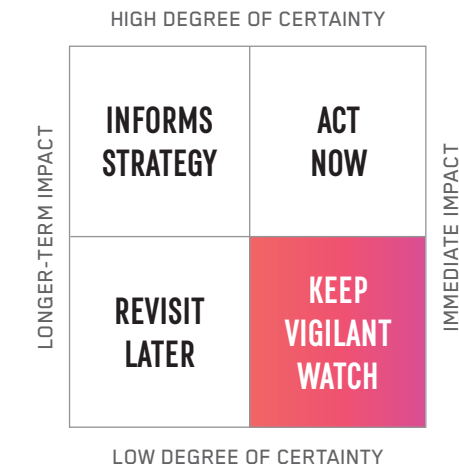 HIGH DEGREE OF CERTAINTY
LONGER-TERM IMPACT
INFORMS
STRATEGY
ACT
NOW
IMMEDIATE IMPACT
REVISIT
LATER
KEEP
VIGILANT
WATCH
LOW DEGREE OF CERTAINTY